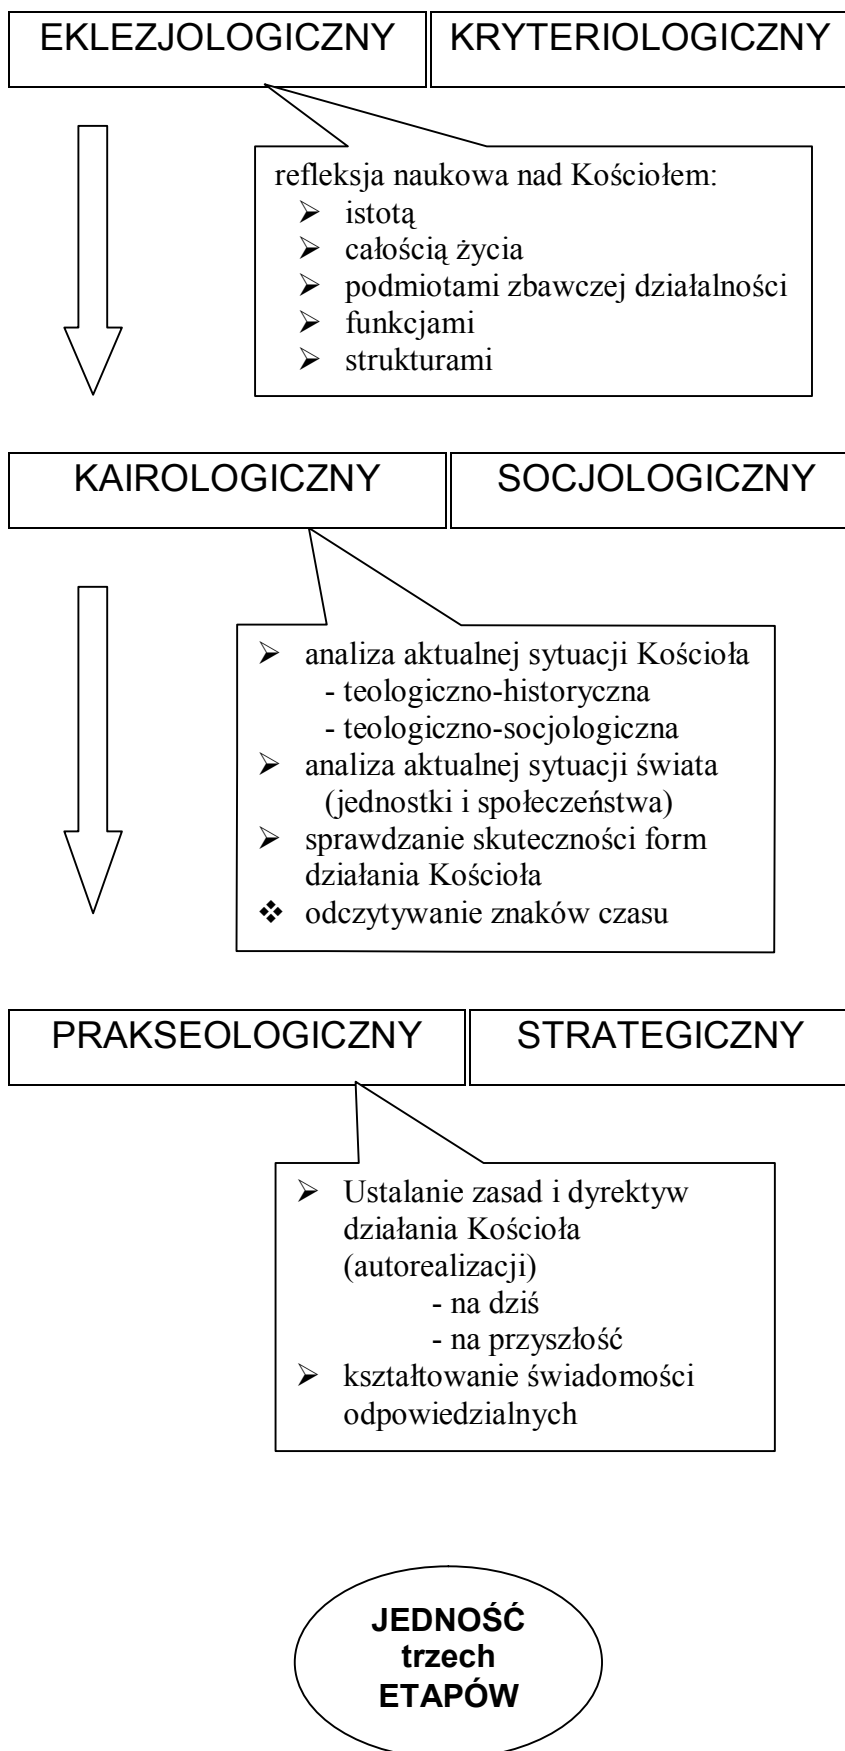 EKLEZJOLOGICZNY KRYTERIOLOGICZNY
refleksja naukowa nad Kościołem:
➢ istotą
➢ całością życia
➢ podmiotami zbawczej działalności
➢ funkcjami
➢ strukturami
KAIROLOGICZNY SOCJOLOGICZNY
➢ analiza aktualnej sytuacji Kościoła
- teologiczno-historyczna
- teologiczno-socjologiczna
➢ analiza aktualnej sytuacji świata
(jednostki i społeczeństwa)
➢ sprawdzanie skuteczności form
działania Kościoła
❖ odczytywanie znaków czasu
PRAKSEOLOGICZNY STRATEGICZNY
➢ Ustalanie zasad i dyrektyw
działania Kościoła
(autorealizacji)
- na dziś
- na przyszłość
➢ kształtowanie świadomości
odpowiedzialnych
JEDNOŚĆ
trzech
ETAPÓW